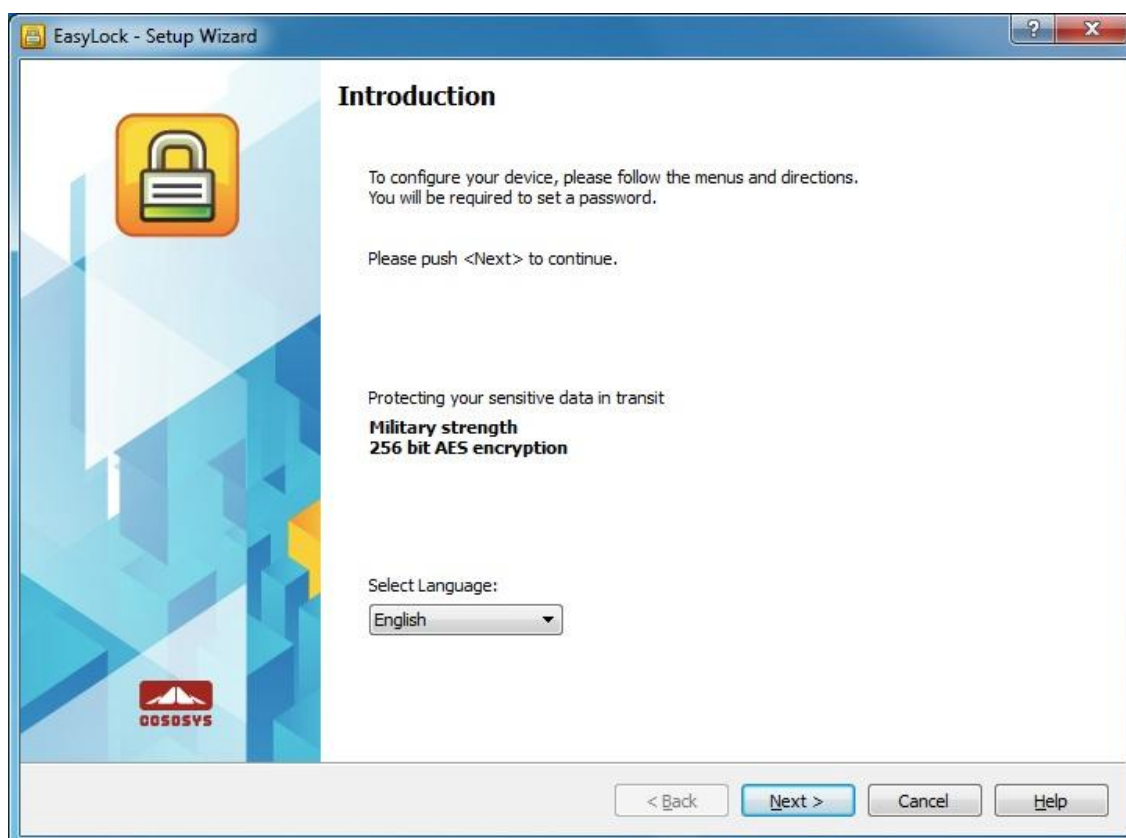 EasyLock - Setup Wizard
?
Introduction
To configure your device, please follow the menus and directions.
You will be required to set a password.
Please push <Next> to continue.
Protecting your sensitive data in transit
Military strength
256 bit AES encryption
Select Language:
English
COSOSYS
< Back
Next >
Cancel
Help